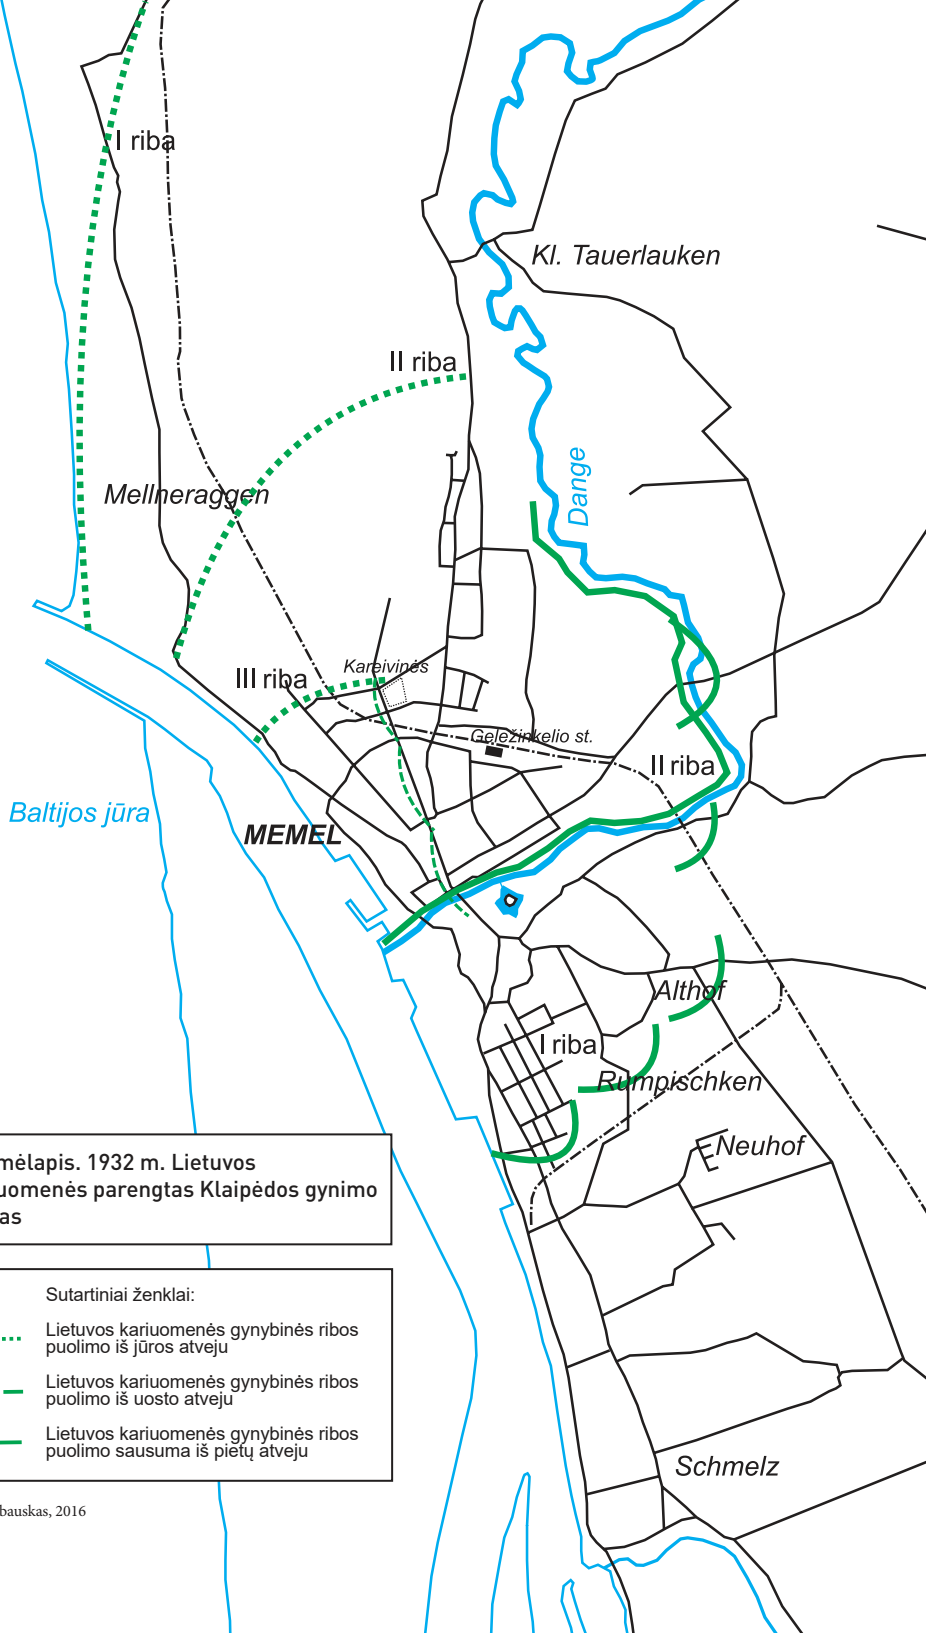 I riba
Kl. Tauerlauken
II riba
Mellneraggen
Dange
Kareivinės
III riba
Geležinkelio st.
II riba
Baltijos jūra
MEMEL
Althof
I riba
Rumpischken
Neuhof
mėlapis. 1932 m. Lietuvos
uomenės parengtas Klaipėdos gynimo
as
Sutartiniai ženklai:
Lietuvos kariuomenės gynybinės ribos
puolimo iš jūros atveju
Lietuvos kariuomenės gynybinės ribos
puolimo iš uosto atveju
Lietuvos kariuomenės gynybinės ribos
puolimo sausuma iš pietų atveju
Schmelz
bauskas, 2016